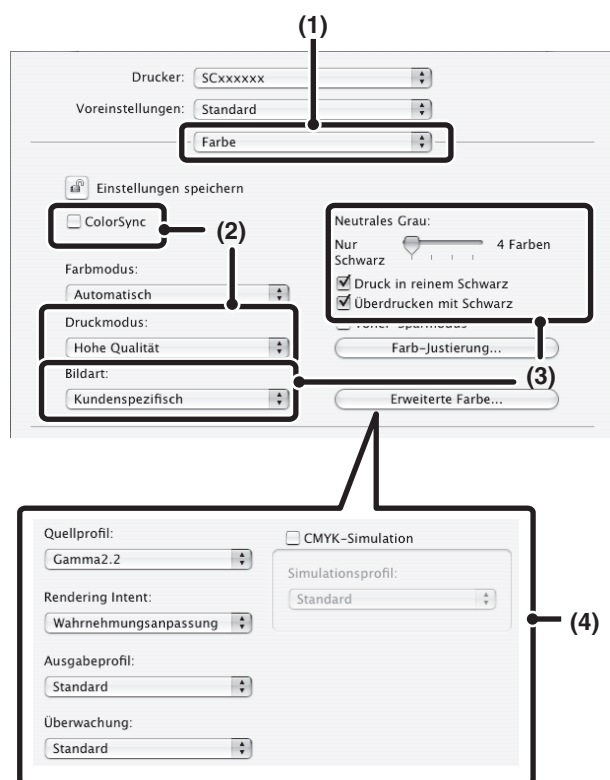 (1)
Drucker: SCxxxxxx
Voreinstellungen: Standard
Farbe
Einstellungen speichern
ColorSync
(2)
Farbmodus:
Automatisch
Druckmodus:
Hohe Qualität
Bildart:
Kundenspezifisch
Neutrales Grau:
Nur
Schwarz
4 Farben
Druck in reinem Schwarz
Überdrucken mit Schwarz
Toner-Sparmodus
Farb-Justierung...
(3)
Erweiterte Farbe...
Quellprofil:
Gamma2.2
Rendering Intent:
Wahrnehmungsanpassung
Ausgabeprofil:
Standard
Überwachung:
Standard
CMYK-Simulation
Simulationsprofil:
Standard
(4)